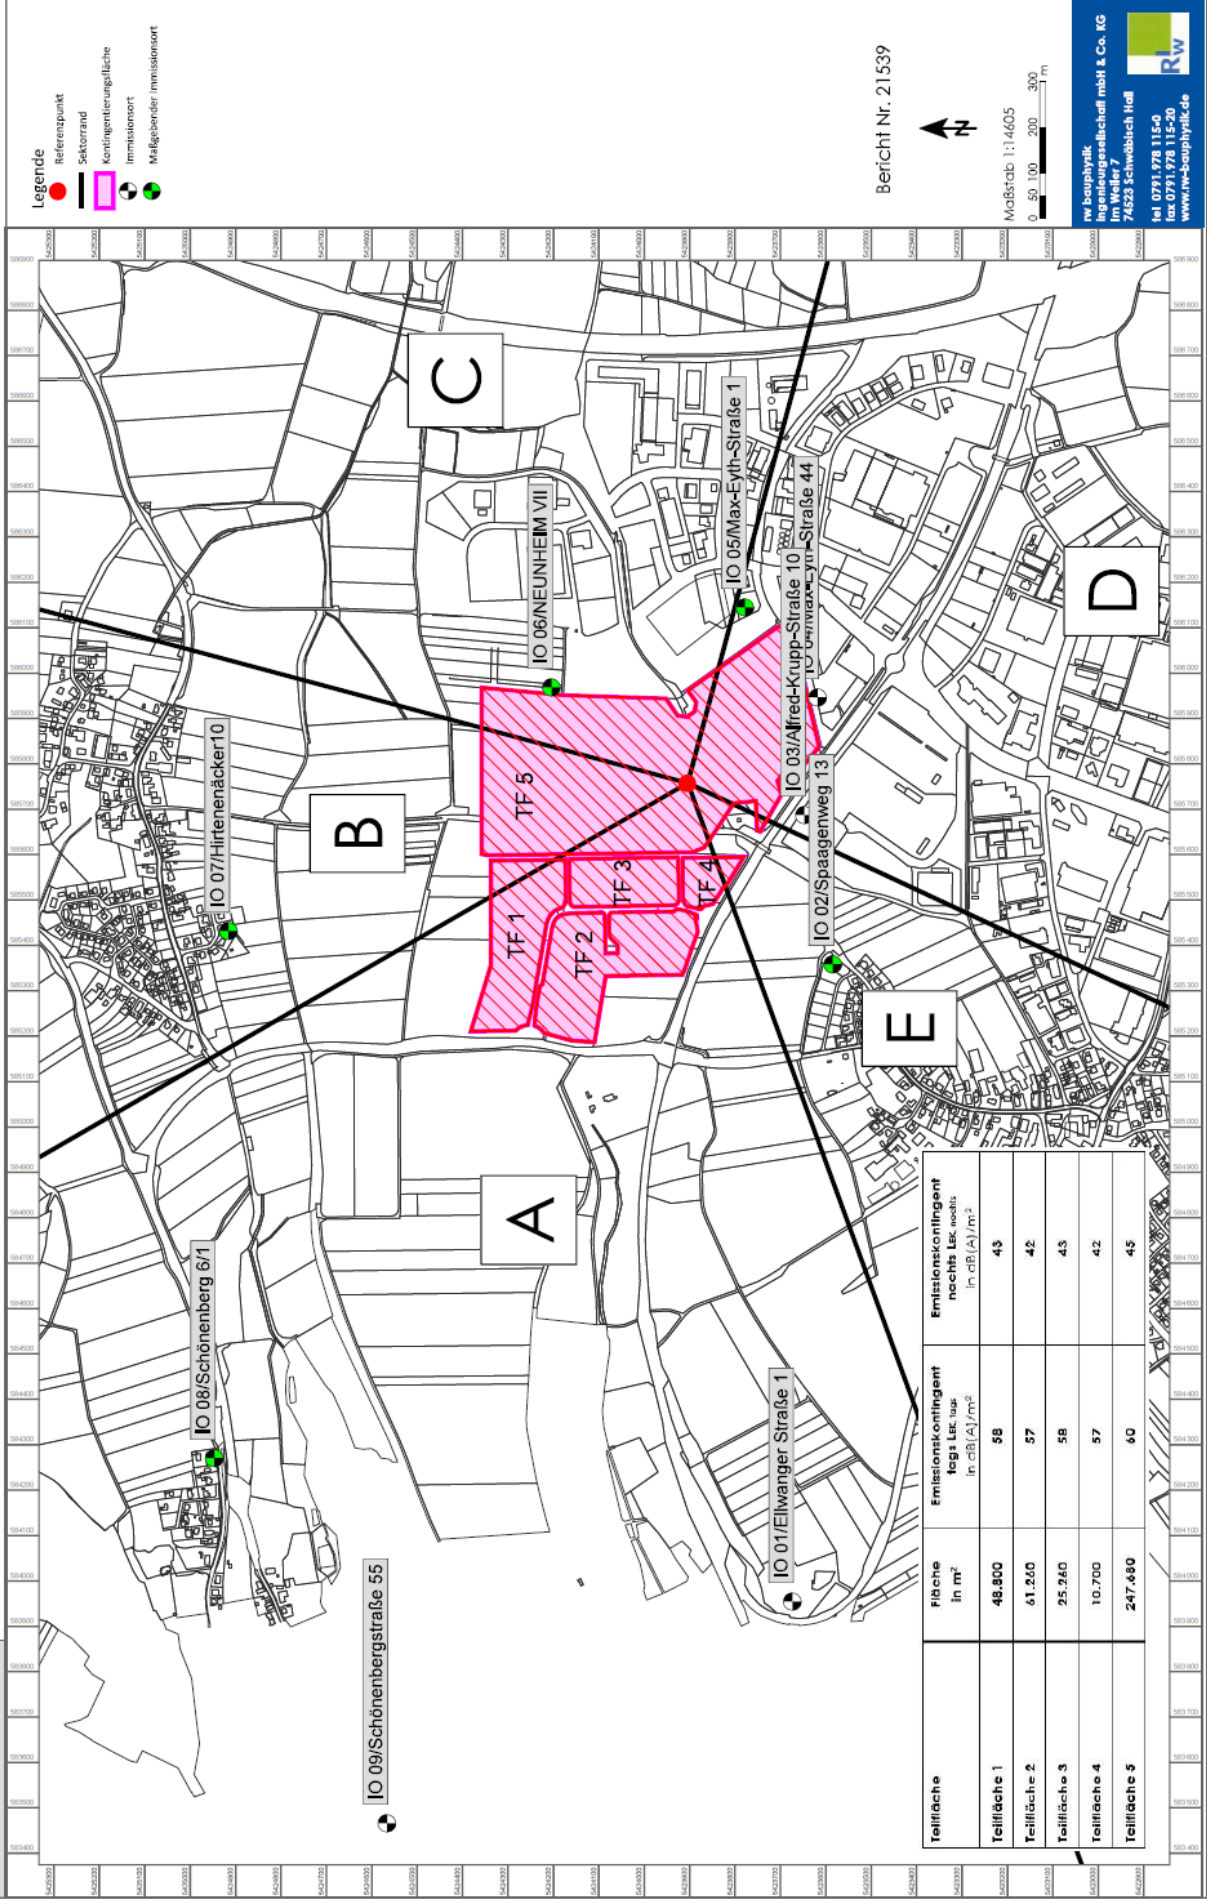 Legende
Referenzpunkt
Sektorrand
Kontingentierungsfläche
Immissionsort
Maßgebender Immissionsort
Bericht Nr. 21539
N
Maßstab 1:14605
0 50 100 200 300
m
rw bauphysik
ingenieurgesellschaft mbH & Co. KG
Im Weiler 7
74523 Schwäbisch Hall
tel 0791.978 115-0
fax 0791.978 115-20
www.rw-bauphysik.de
Rw
A
B
C
D
E
TF 1
TF 2
TF 3
TF 4
TF 5
IO 01/Ellwanger Straße 1
IO 02/Spaagenweg 13
IO 03/Alfred-Krupp-Straße 10
IO 04/Max-Eyth-Straße 44
IO 05/Max-Eyth-Straße 1
IO 06/NEUNHEIM VII
IO 07/Hirtenenäcker10
IO 08/Schönenberg 6/1
IO 09/Schönenbergstraße 55
Teilfläche Fläche in m² Emissionskontingent tags LEK, tags in dB(A)/m² Emissionskontingent nachts LEK, nachts in dB(A)/m²
Teilfläche 1 48.800 58 43
Teilfläche 2 61.260 57 42
Teilfläche 3 25.260 58 43
Teilfläche 4 10.700 57 42
Teilfläche 5 247.680 60 45